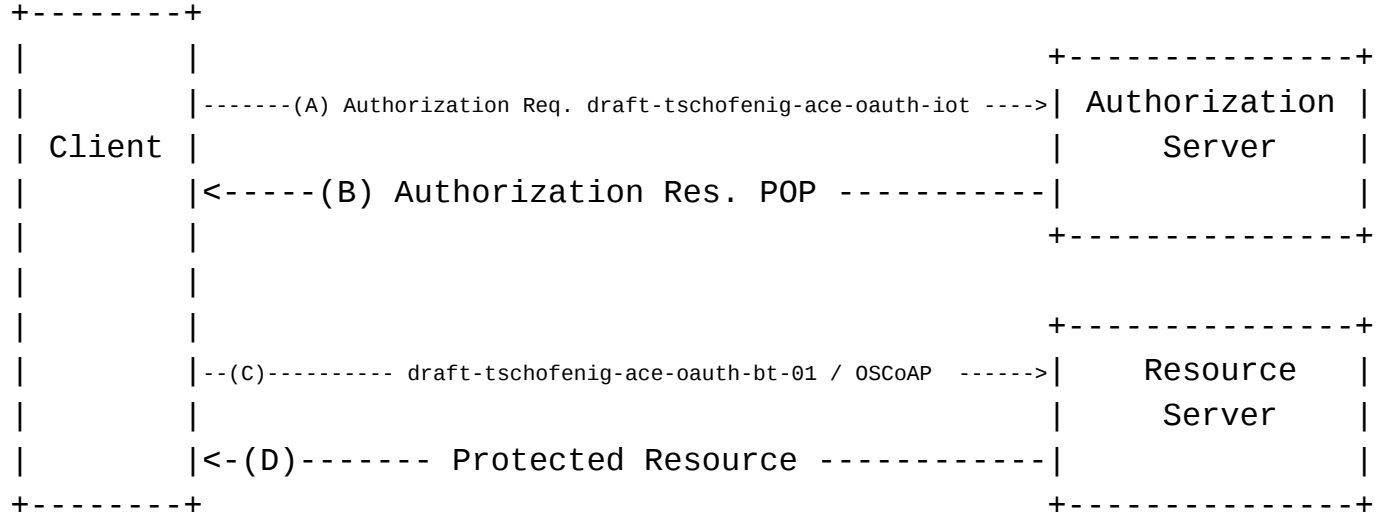 +--------+
|        |                                             +---------------+
|        |-------(A) Authorization Req. draft-tschofenig-ace-oauth-iot ---->| Authorization |
| Client |                                             |     Server    |
|        |<-----(B) Authorization Res. POP -----------|               |
|        |                                             +---------------+
|        |
|        |                                             +---------------+
|        |--(C)---------- draft-tschofenig-ace-oauth-bt-01 / OSCoAP  ------>|    Resource   |
|        |                                             |     Server    |
|        |<-(D)------- Protected Resource ------------|               |
+--------+                                             +---------------+